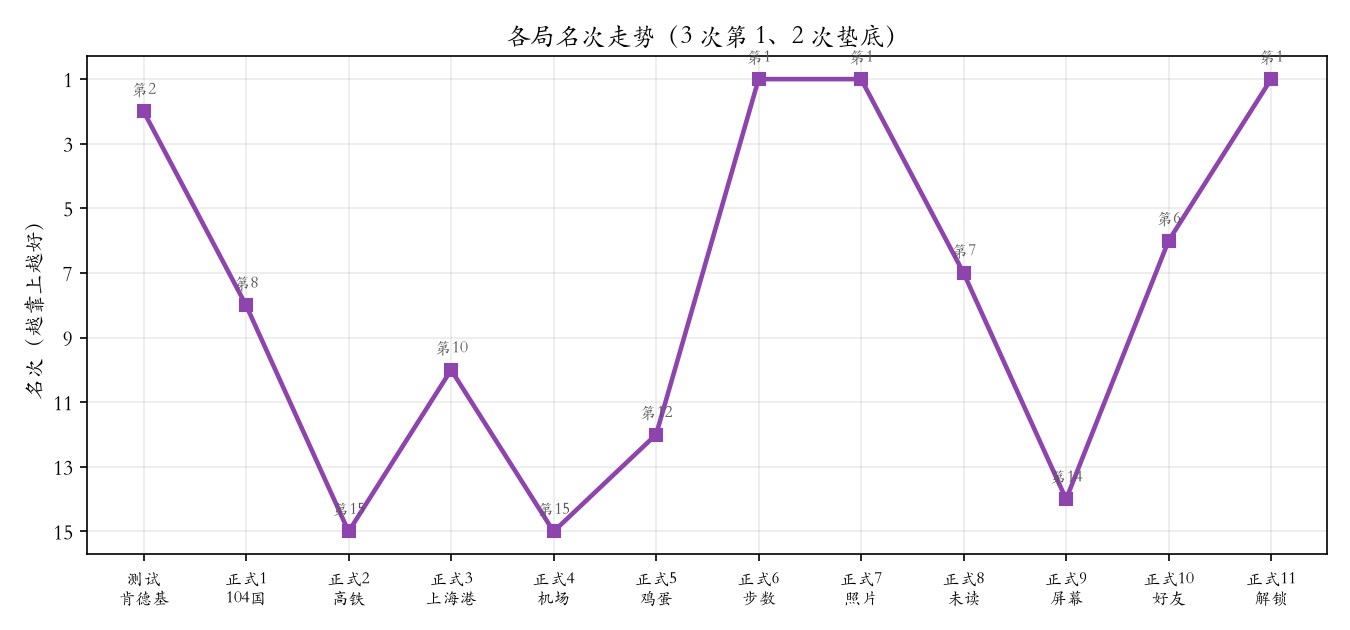 各局名次走势（3 次第 1、2 次垫底）
名次（越靠上越好）
1
3
5
7
9
11
13
15
第2
第8
第15
第10
第15
第12
第1
第1
第7
第14
第6
第1
测试
肯德基
正式1
104国
正式2
高铁
正式3
上海港
正式4
机场
正式5
鸡蛋
正式6
步数
正式7
照片
正式8
未读
正式9
屏幕
正式10
好友
正式11
解锁